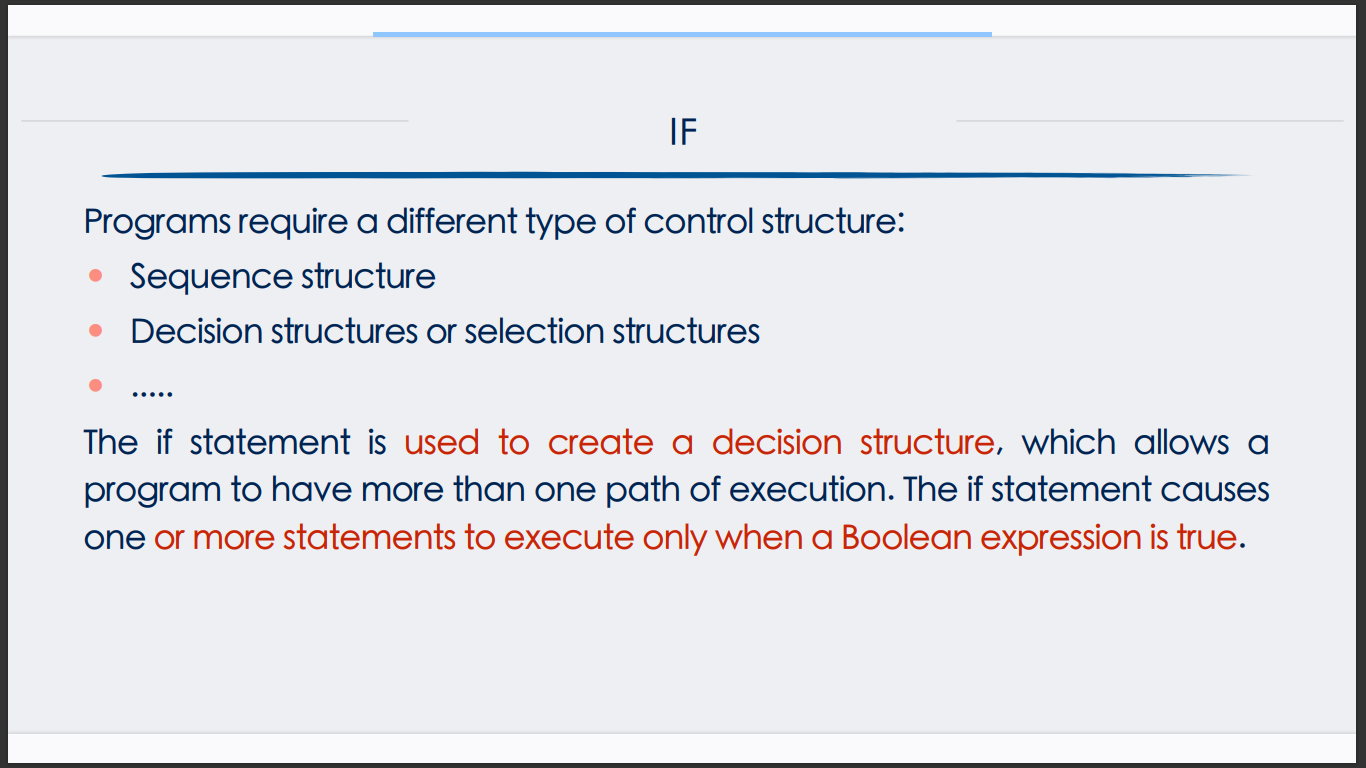 IF
Programs require a different type of control structure:
• Sequence structure
• Decision structures or selection structures
• .....
The if statement is used to create a decision structure, which allows a
program to have more than one path of execution. The if statement causes
one or more statements to execute only when a Boolean expression is true.